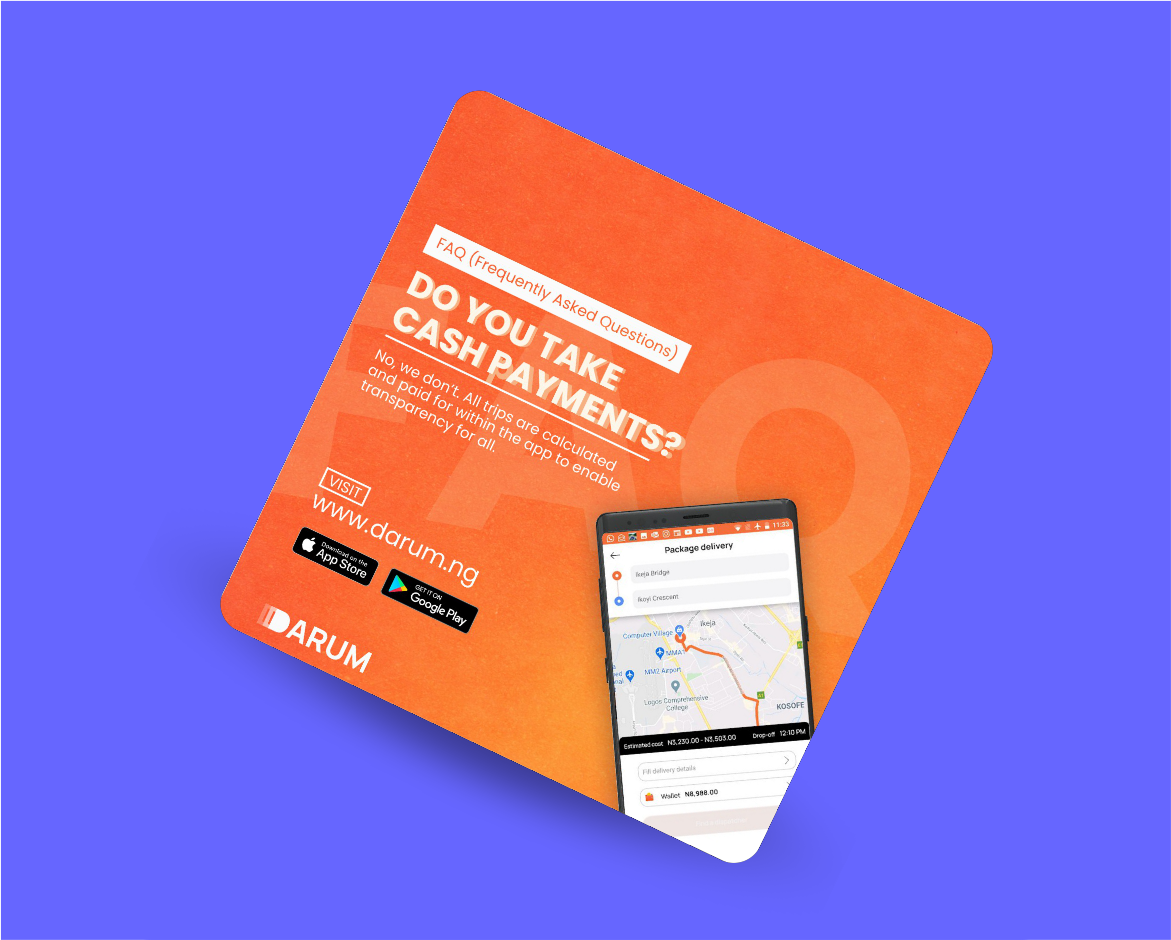 FAQ (Frequently Asked Questions)
DO YOU TAKE
CASH PAYMENTS?
No, we don't. All trips are calculated
and paid for within the app to enable
transparency for all.
VISIT
www.darum.ng
Download on the
App Store
GET IT ON
Google Play
DARUM
FAQ
11:33
Package delivery
Ikeja Bridge
Ikoyi Crescent
Ikeja
Computer Village
MMA
MM2 Airport
Logos Comprehensive
College
KOSOFE
Estimated cost N3,230.00 - N3,503.00 Drop-off 12:10 PM
Fill delivery details
Wallet N8,988.00